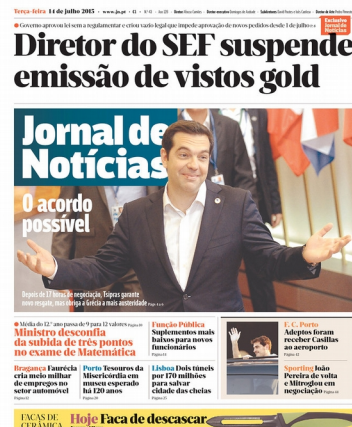 Terça-feira 14 de julho 2015 • www.jn.pt •
Exclusivo
Jornal de
Notícias
Governo aprovou lei sem a regulamentar e criou vazio legal que impede aprovação de novos pedidos desde 1 de julho
Diretor do SEF suspende
emissão de vistos gold
Jornal de
Notícias
O acordo
possível
Depois de 17 horas de negociação, Tsipras garante
novo resgate, mas obriga a Grécia a mais austeridade
Média do 12.º ano passa de 9 para 12 valores
Ministro desconfia
da subida de três pontos
no exame de Matemática
Função Pública
Suplementos mais
baixos para novos
funcionários
F. C. Porto
Adeptos foram
receber Casillas
ao aeroporto
Bragança Faurécia
cria meio milhar
de empregos no
setor automóvel
Porto Tesouros da
Misericórdia em
museu esperado
há 120 anos
Lisboa Dois túneis
por 170 milhões
para salvar
cidade das cheias
Sporting João
Pereira de volta
e Mitroglou em
negociação
FACAS DE
CERÂMICA
Hoje Faca de descascar